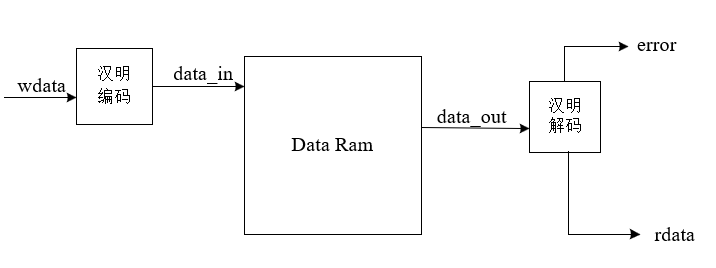 wdata
汉明
编码
data_in
Data Ram
data_out
汉明
解码
error
rdata